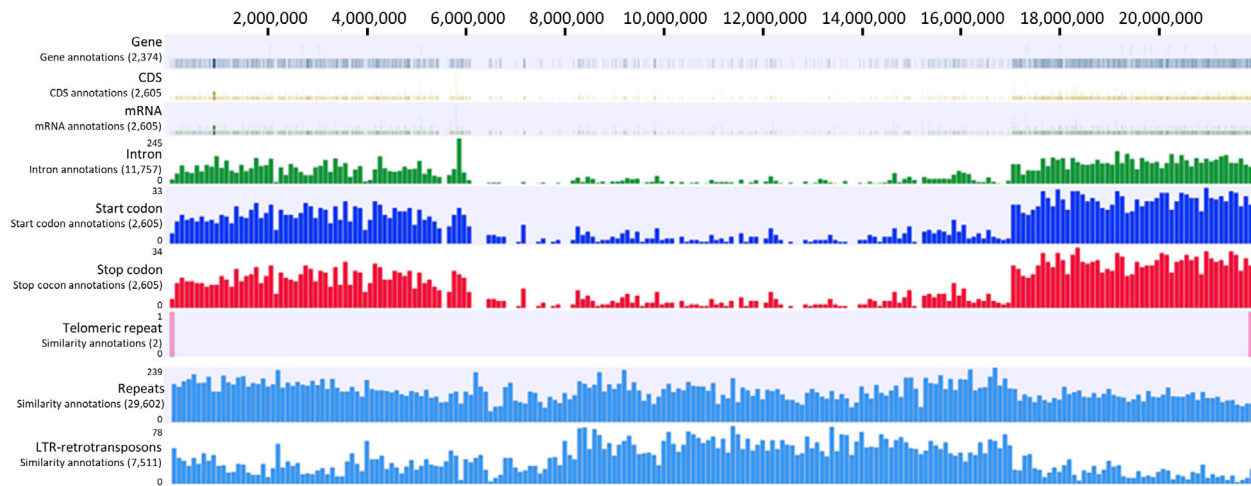 2,000,000 4,000,000 6,000,000 8,000,000 10,000,000 12,000,000 14,000,000 16,000,000 18,000,000 20,000,000
Gene
Gene annotations (2,374)
CDS
CDS annotations (2,605
mRNA
mRNA annotations (2,605)
245
Intron
Intron annotations (11,757)
0
33
Start codon
Start codon annotations (2,605)
0
34
Stop codon
Stop cocon annotations (2,605)
0
1
Telomeric repeat
Similarity annotations (2)
0
239
Repeats
Similarity annotations (29,602)
0
78
LTR-retrotransposons
Similarity annotations (7,511)
0